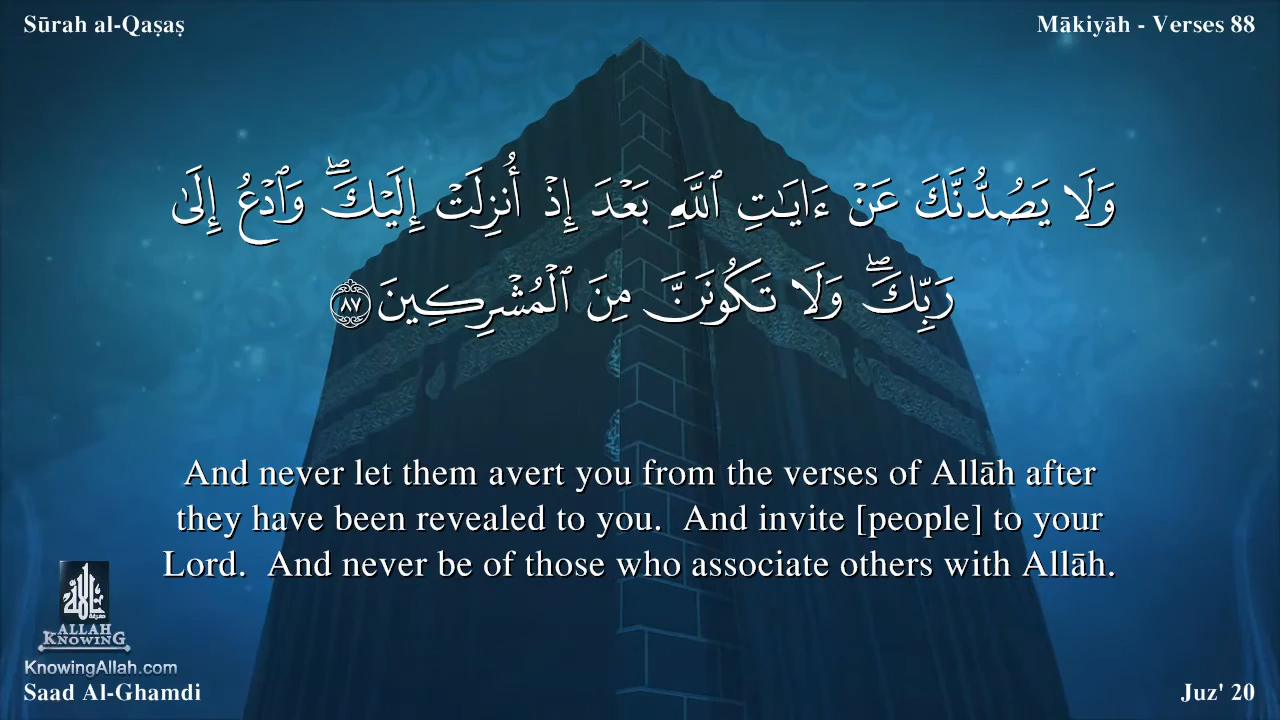 Sūrah al-Qaṣaṣ
Mākiyāh - Verses 88
وَلَا يَصُدُّنَّكَ عَنْ ءَايَـٰتِ ٱللَّهِ بَعْدَ إِذْ أُنزِلَتْ إِلَيْكَ ۖ وَٱدْعُ إِلَىٰ
رَبِّكَ ۖ وَلَا تَكُونَنَّ مِنَ ٱلْمُشْرِكِينَ ٨٧
And never let them avert you from the verses of Allāh after
they have been revealed to you.  And invite [people] to your
Lord.  And never be of those who associate others with Allāh.
ALLAH
KNOWING
KnowingAllah.com
Saad Al-Ghamdi
Juz' 20